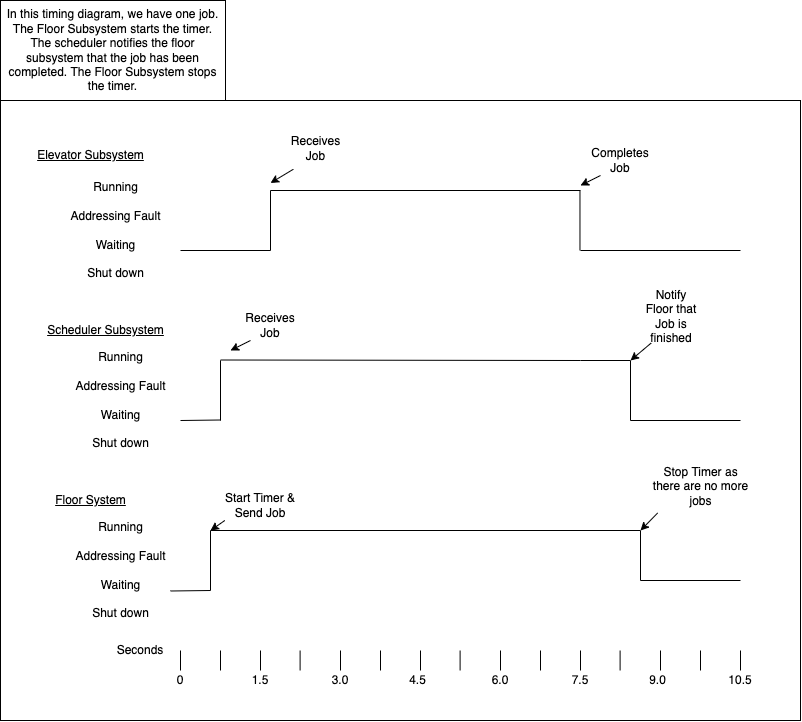 In this timing diagram, we have one job.
The Floor Subsystem starts the timer.
The scheduler notifies the floor
subsystem that the job has been
completed. The Floor Subsystem stops
the timer.
Elevator Subsystem
Receives
Job
Completes
Job
Running
Addressing Fault
Waiting
Shut down
Scheduler Subsystem
Receives
Job
Notify
Floor that
Job is
finished
Running
Addressing Fault
Waiting
Shut down
Floor System
Start Timer &
Send Job
Stop Timer as
there are no more
jobs
Running
Addressing Fault
Waiting
Shut down
Seconds
0 1.5 3.0 4.5 6.0 7.5 9.0 10.5